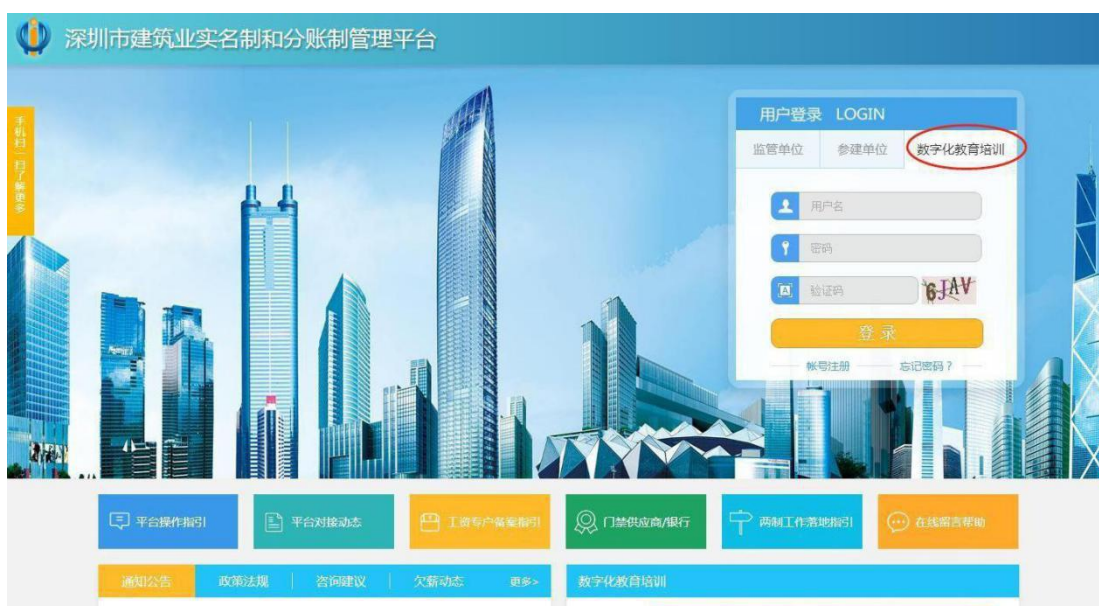 深圳市建筑业实名制和分账制管理平台
手机扫一扫了解更多
用户登录 LOGIN
监管单位 参建单位 数字化教育培训
用户名
密码
验证码 6JAV
登 录
帐号注册 忘记密码？
平台操作指引 平台对接动态 工资专户备案指引 门禁供应商/银行 两制工作落地指引 在线留言帮助
通知公告 政策法规 咨询建议 欠薪动态 更多> 数字化教育培训